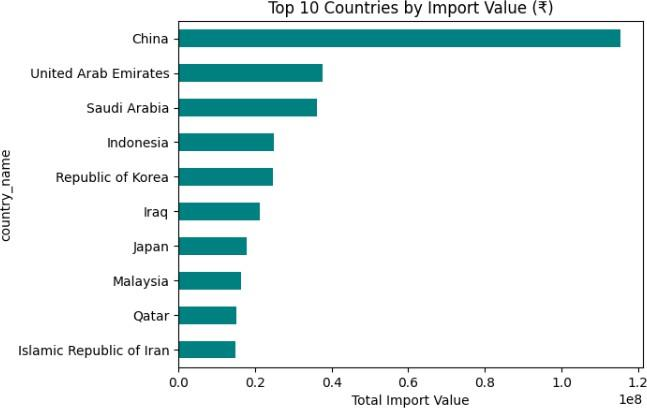 Top 10 Countries by Import Value (₹)
country_name
China
United Arab Emirates
Saudi Arabia
Indonesia
Republic of Korea
Iraq
Japan
Malaysia
Qatar
Islamic Republic of Iran
0.0 0.2 0.4 0.6 0.8 1.0 1.2
1e8
Total Import Value